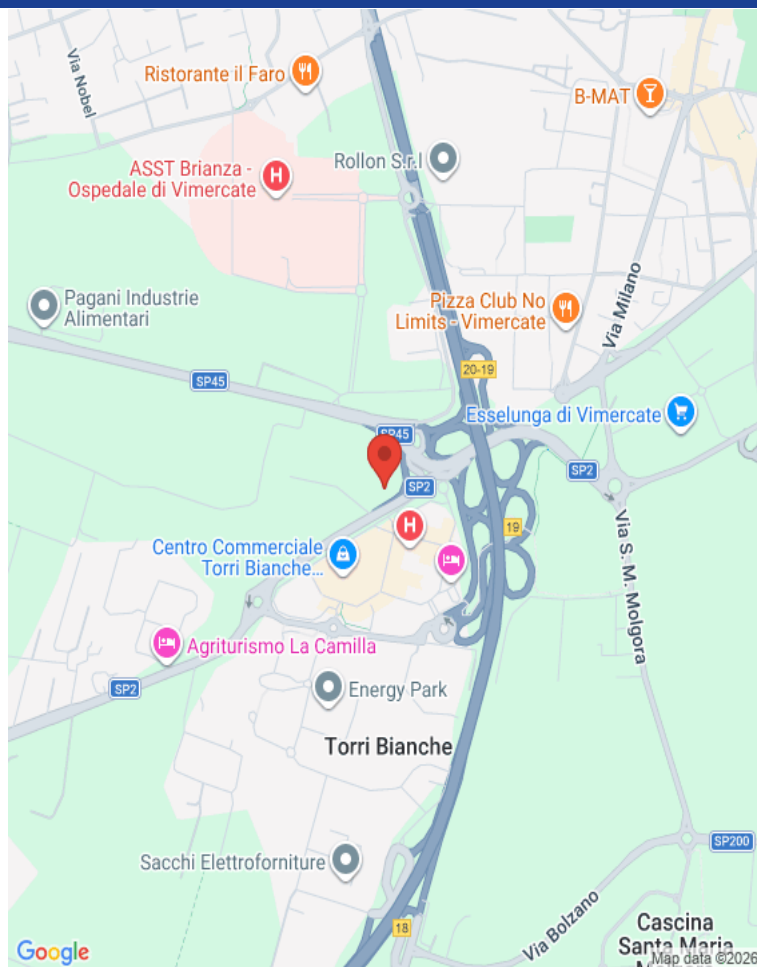 Via Nobel
Ristorante il Faro
B-MAT
ASST Brianza -
Ospedale di Vimercate
H
Rollon S.r.l
Pagani Industrie
Alimentari
Via Milano
Pizza Club No
Limits - Vimercate
20-19
SP45
Esselunga di Vimercate
SP45
SP2
SP2
H
19
Centro Commerciale
Torri Bianche...
Via S. M. Molgora
Agriturismo La Camilla
SP2
Energy Park
Torri Bianche
SP200
Sacchi Elettroforniture
Via Bolzano
18
Cascina
Santa Maria
Google
Map data ©2026